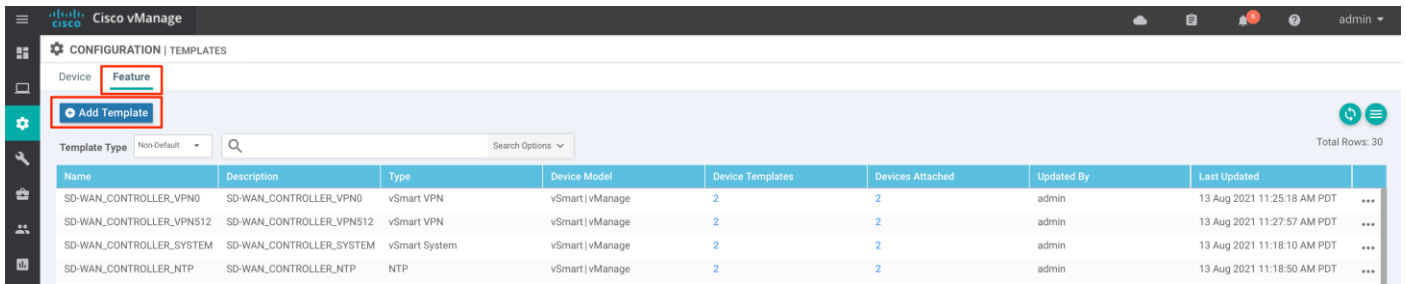 cisco Cisco vManage 6 admin
CONFIGURATION | TEMPLATES
Device Feature
Add Template
Template Type Non-Default Search Options Total Rows: 30
Name Description Type Device Model Device Templates Devices Attached Updated By Last Updated
SD-WAN_CONTROLLER_VPN0 SD-WAN_CONTROLLER_VPN0 vSmart VPN vSmart|vManage 2 2 admin 13 Aug 2021 11:25:18 AM PDT ...
SD-WAN_CONTROLLER_VPN512 SD-WAN_CONTROLLER_VPN512 vSmart VPN vSmart|vManage 2 2 admin 13 Aug 2021 11:27:57 AM PDT ...
SD-WAN_CONTROLLER_SYSTEM SD-WAN_CONTROLLER_SYSTEM vSmart System vSmart|vManage 2 2 admin 13 Aug 2021 11:18:10 AM PDT ...
SD-WAN_CONTROLLER_NTP SD-WAN_CONTROLLER_NTP NTP vSmart|vManage 2 2 admin 13 Aug 2021 11:18:50 AM PDT ...